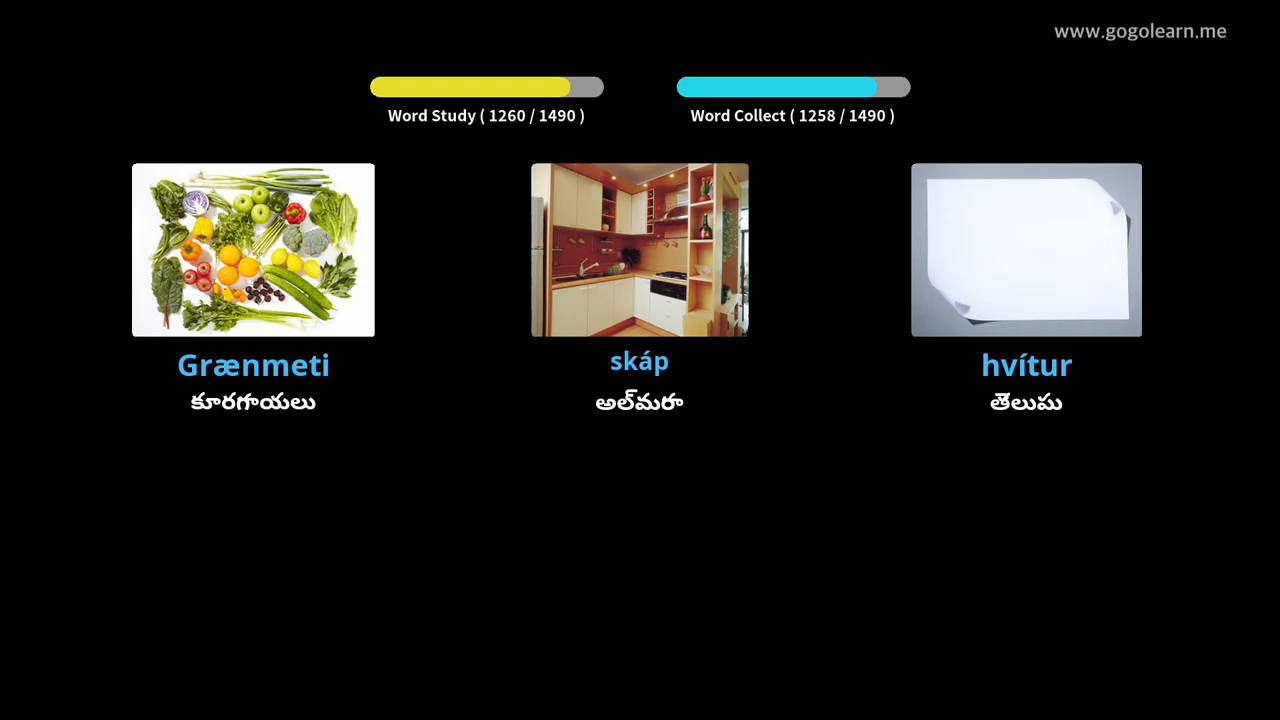 www.gogolearn.me
Word Study ( 1260 / 1490 )
Word Collect ( 1258 / 1490 )
Grænmeti
కూరగాయలు
skáp
అల్‌మరా
hvítur
తెలుపు